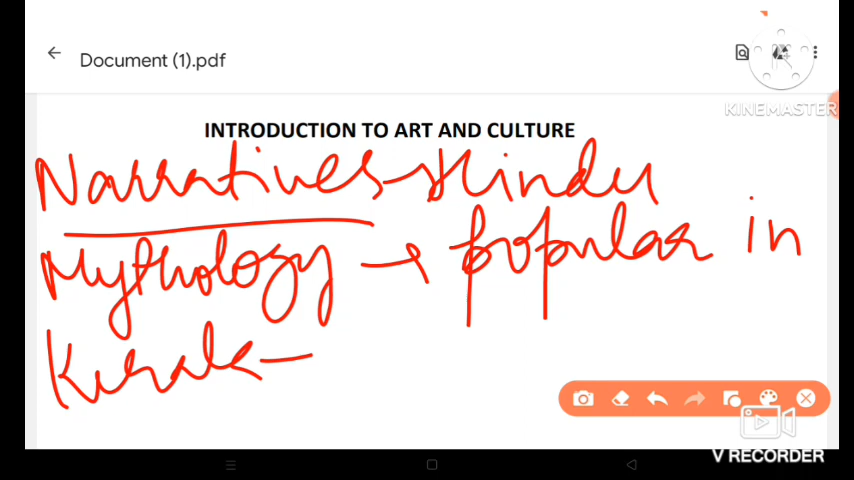 Document (1).pdf
KINEMASTER
INTRODUCTION TO ART AND CULTURE
Narratives - Hindu
Mythology → popular in
Kerala -
V RECORDER